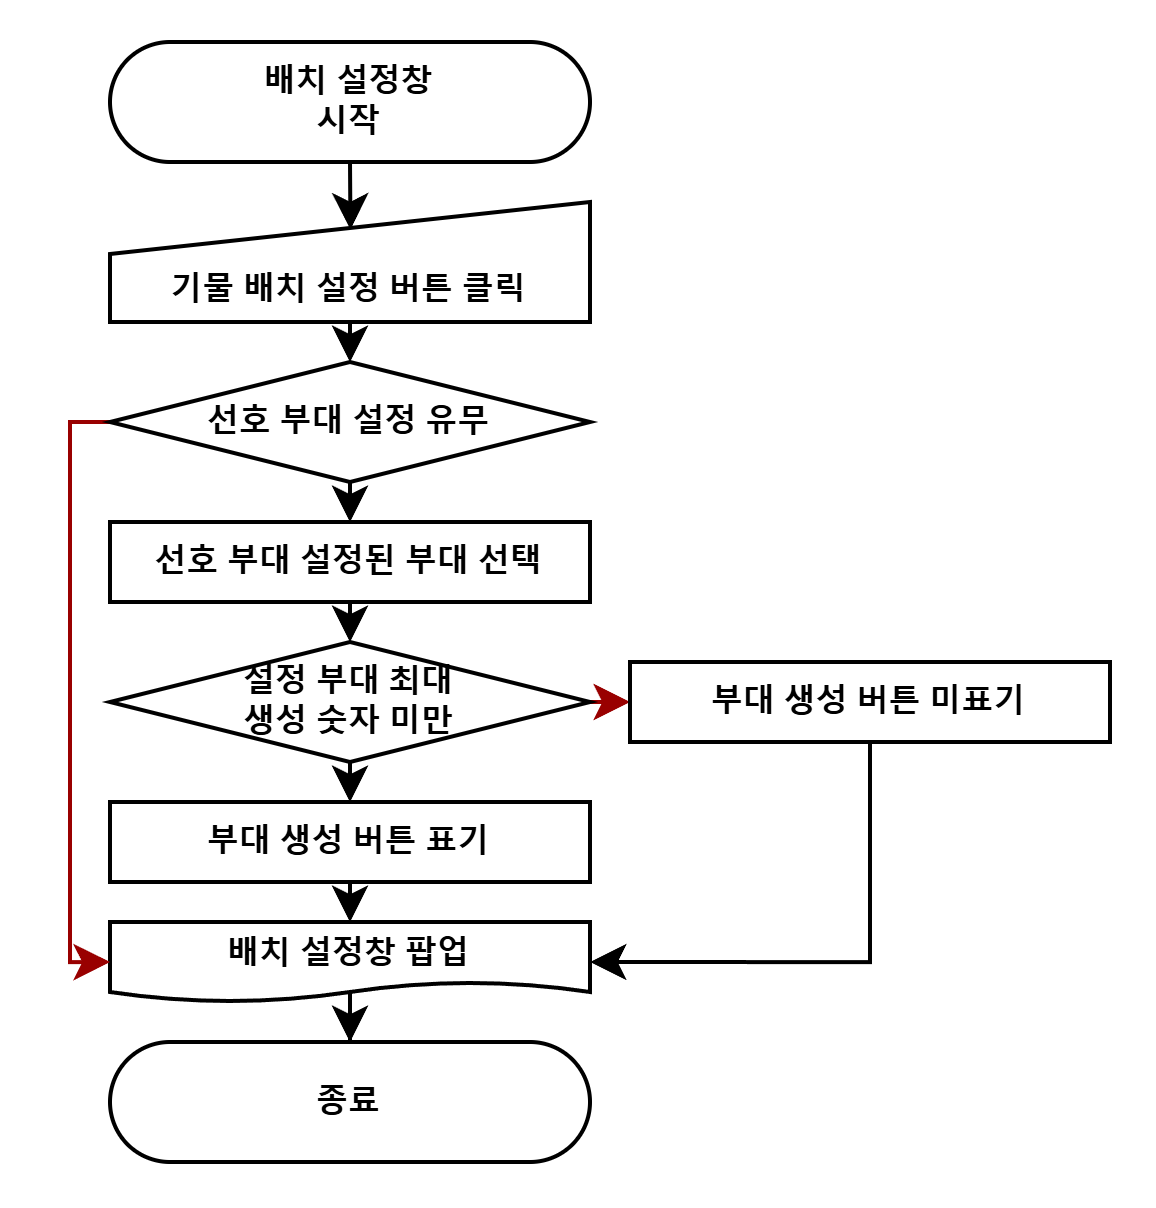 배치 설정창
시작
기물 배치 설정 버튼 클릭
선호 부대 설정 유무
선호 부대 설정된 부대 선택
설정 부대 최대
생성 숫자 미만
부대 생성 버튼 미표기
부대 생성 버튼 표기
배치 설정창 팝업
종료